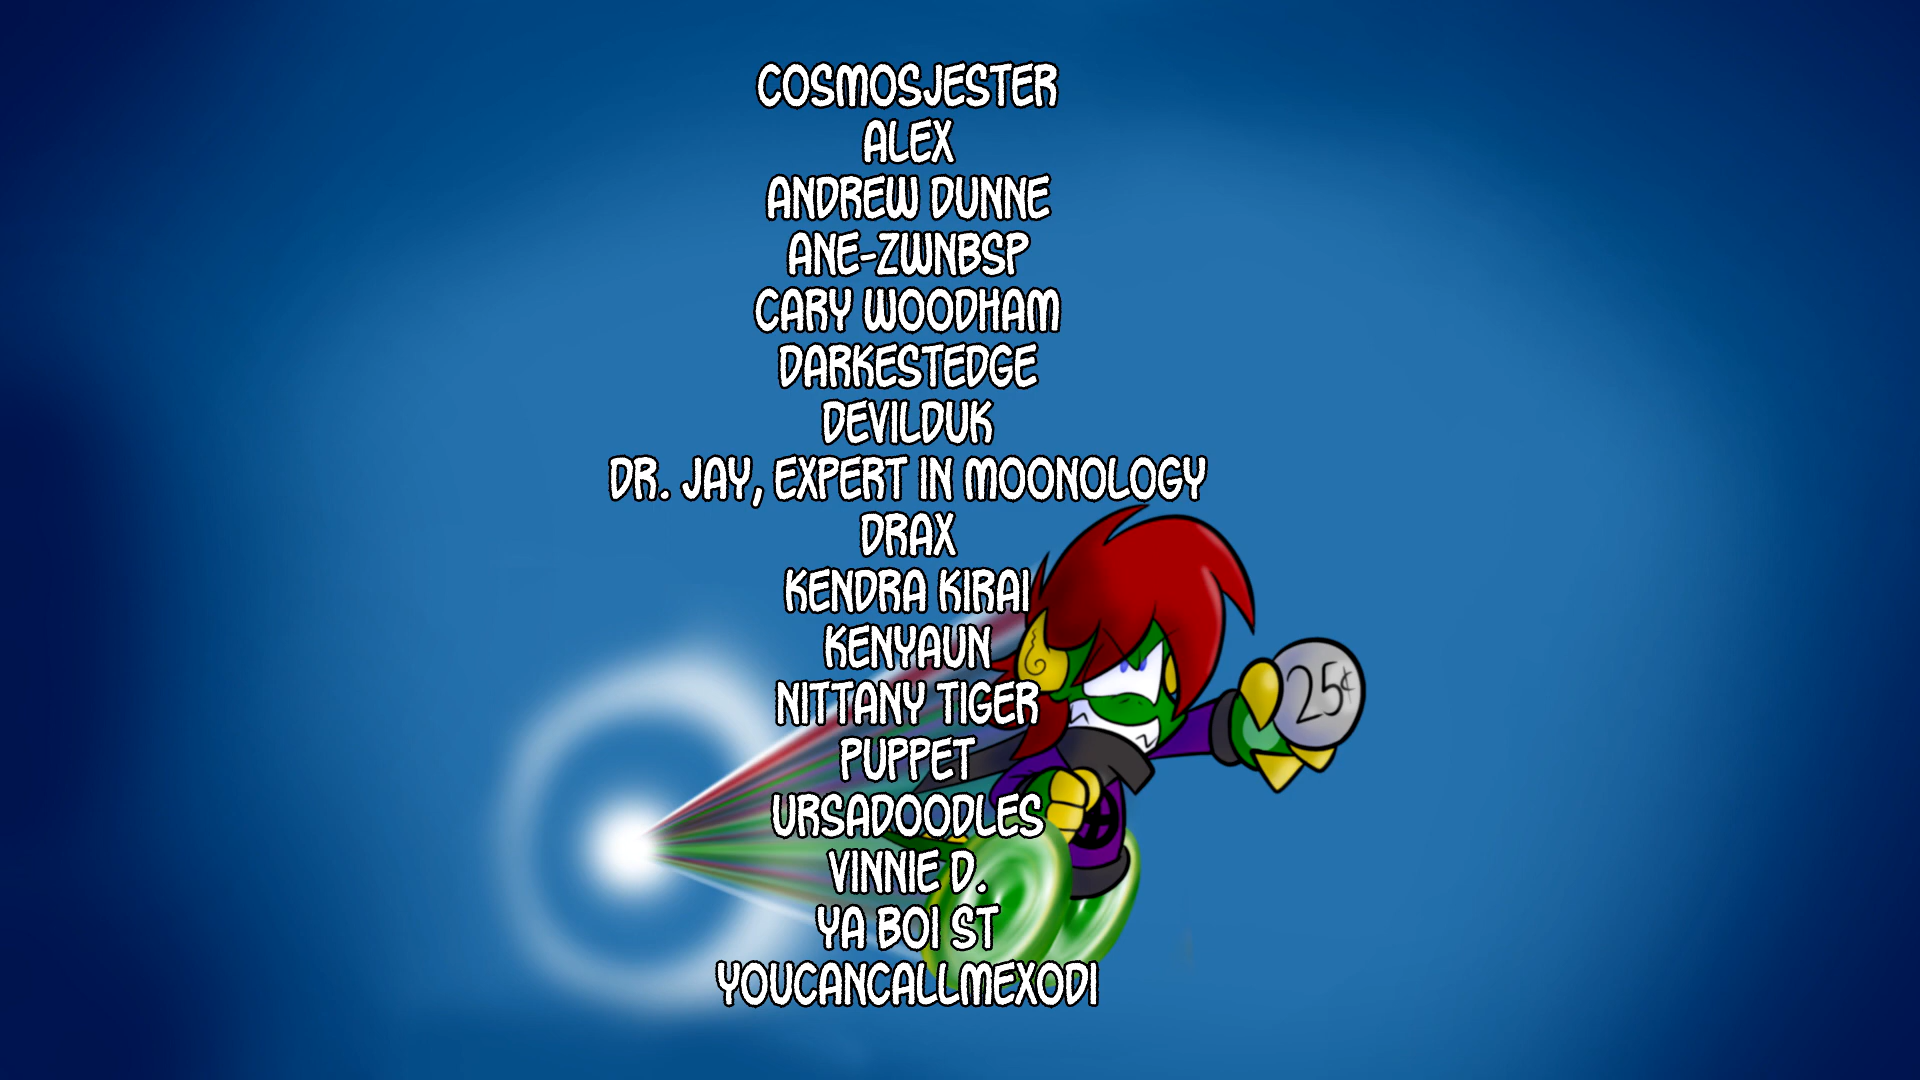 COSMOSJESTER
ALEX
ANDREW DUNNE
ANE-ZWNBSP
CARY WOODHAM
DARKESTEDGE
DEVILDUK
DR. JAY, EXPERT IN MOONOLOGY
DRAX
KENDRA KIRAI
KENYAUN
NITTANY TIGER
25¢
PUPPET
URSADOODLES
VINNIE D.
YA BOI ST
YOUCANCALLMEXODI